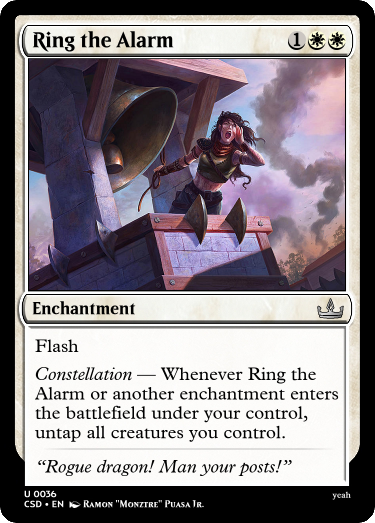 Ring the Alarm 1
Enchantment
Flash
Constellation — Whenever Ring the
Alarm or another enchantment enters
the battlefield under your control,
untap all creatures you control.
“Rogue dragon! Man your posts!”
U 0036
yeah
CSD • EN Ramon "Monztre" Puasa Jr.